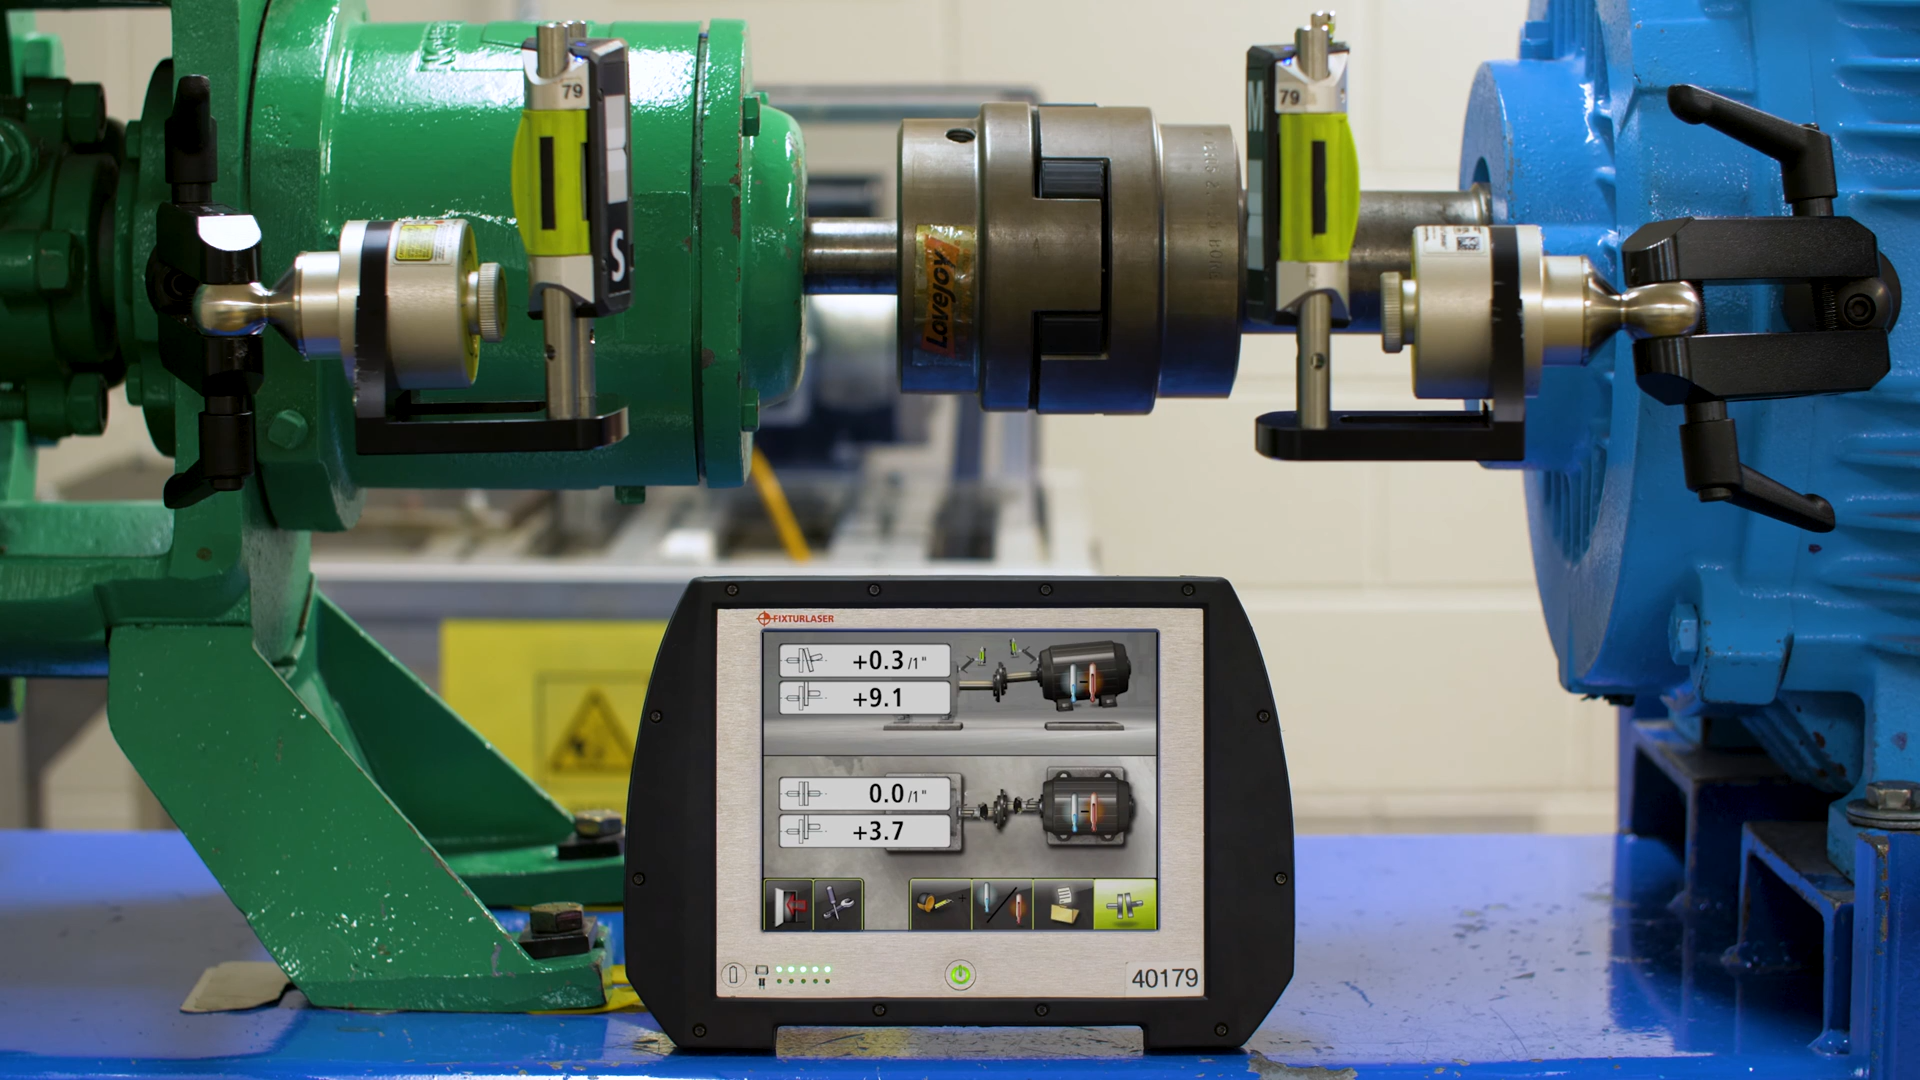 79
S
M
79
Lovejoy
FIXTURLASER
+0.3 /1"
+9.1
0.0 /1"
+3.7
40179